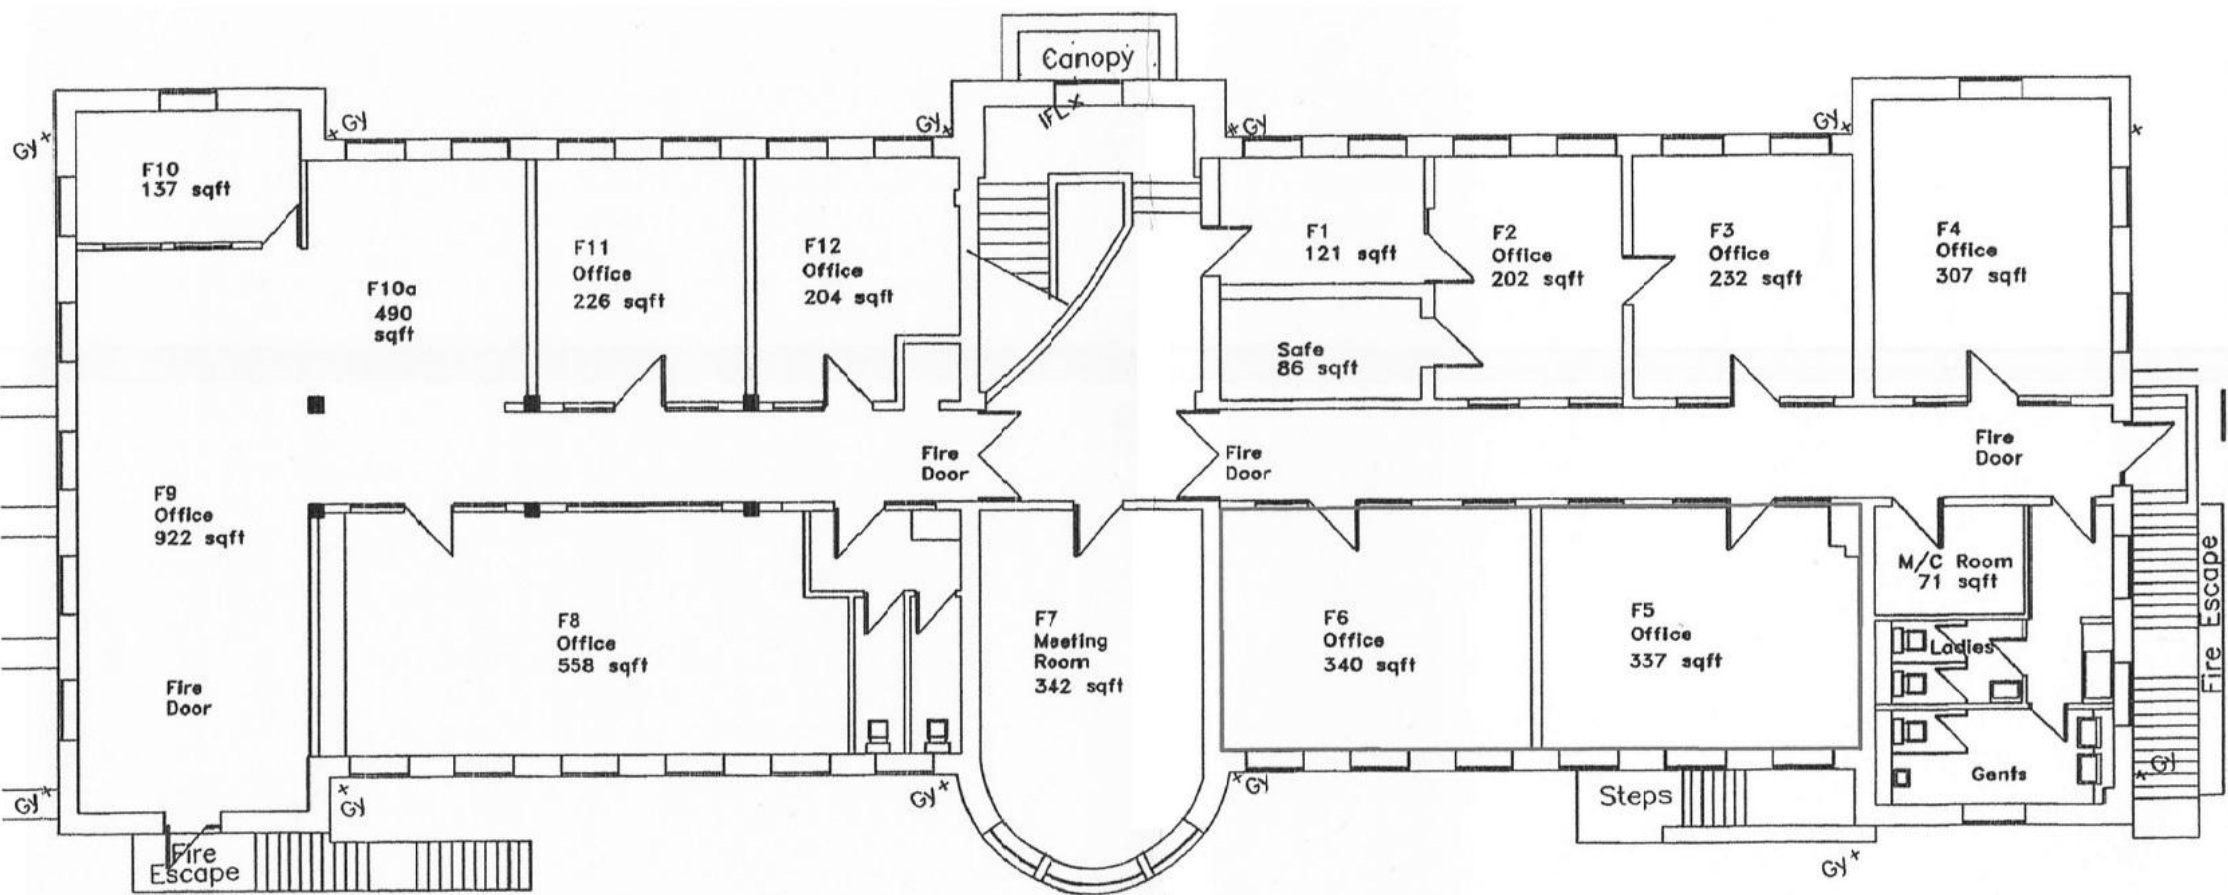 Canopy
IFL x
Gy x
x Gy
Gy x
x Gy
Gy x
x
F10
137 sqft
F10a
490
sqft
F11
Office
226 sqft
F12
Office
204 sqft
F1
121 sqft
Safe
86 sqft
F2
Office
202 sqft
F3
Office
232 sqft
F4
Office
307 sqft
Fire
Door
Fire
Door
Fire
Door
F9
Office
922 sqft
Fire
Door
F8
Office
558 sqft
F7
Meeting
Room
342 sqft
F6
Office
340 sqft
F5
Office
337 sqft
M/C Room
71 sqft
Ladies
Gents
Fire Escape
Steps
Gy x
x Gy
Gy x
x Gy
x Gy
Gy x
Fire
Escape